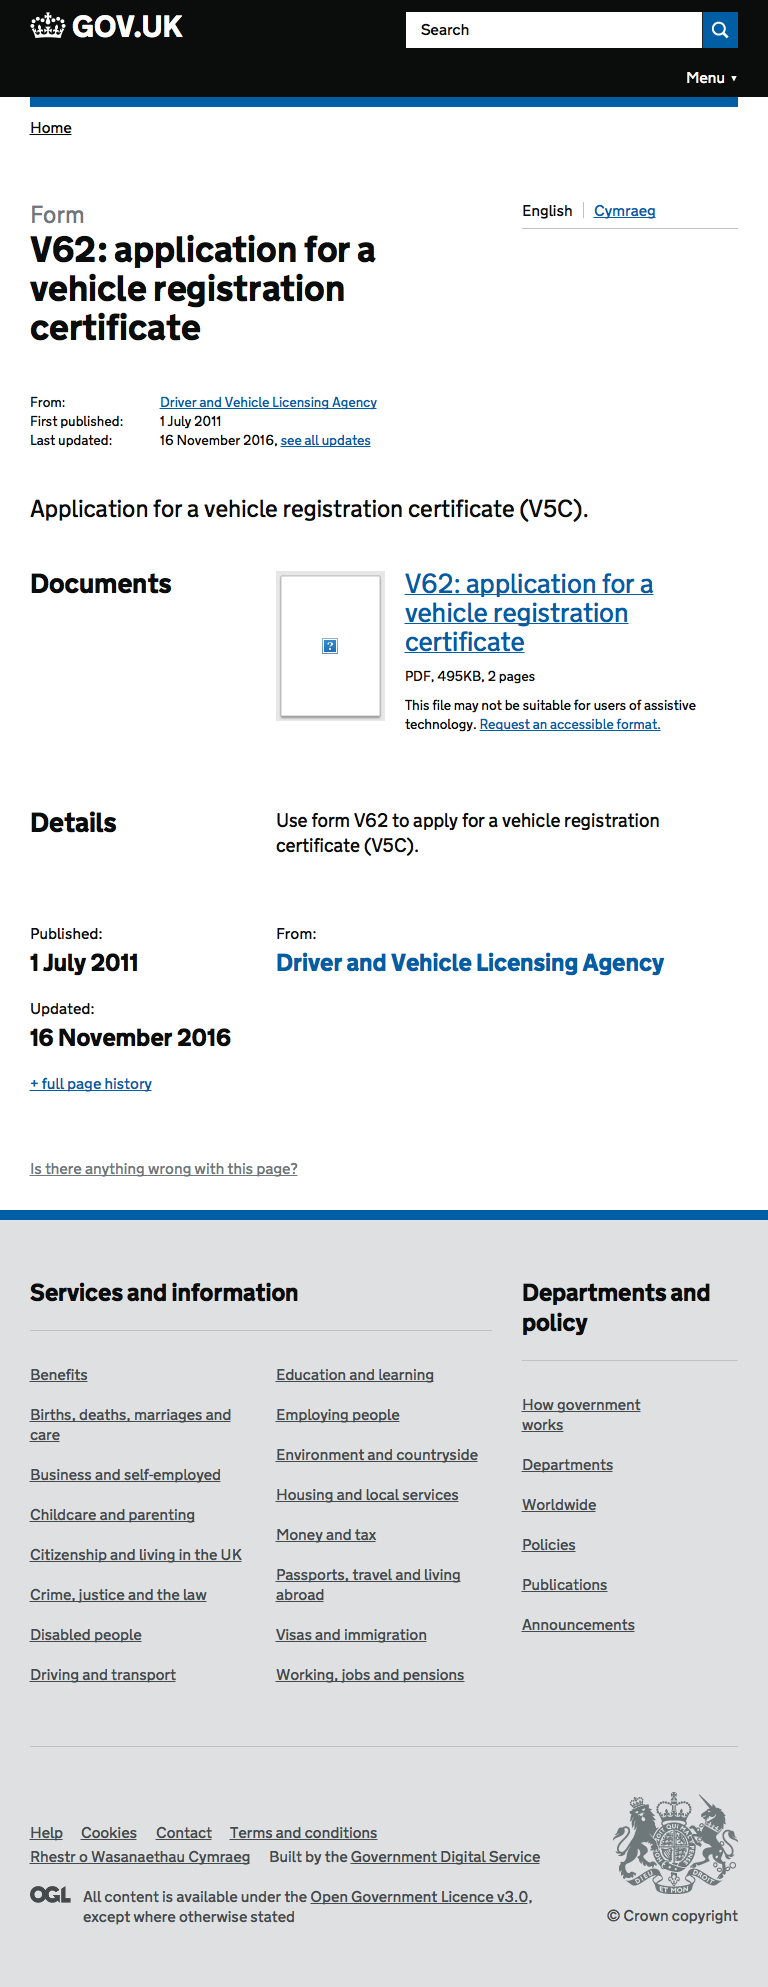 GOV.UK
Search
Menu ▼
Home
Form
V62: application for a
vehicle registration
certificate
English
Cymraeg
From: Driver and Vehicle Licensing Agency
First published: 1 July 2011
Last updated: 16 November 2016, see all updates
Application for a vehicle registration certificate (V5C).
Documents
V62: application for a
vehicle registration
certificate
PDF, 495KB, 2 pages
This file may not be suitable for users of assistive
technology. Request an accessible format.
Details
Use form V62 to apply for a vehicle registration
certificate (V5C).
Published:
1 July 2011
From:
Driver and Vehicle Licensing Agency
Updated:
16 November 2016
+ full page history
Is there anything wrong with this page?
Services and information
Benefits
Births, deaths, marriages and
care
Business and self-employed
Childcare and parenting
Citizenship and living in the UK
Crime, justice and the law
Disabled people
Driving and transport
Education and learning
Employing people
Environment and countryside
Housing and local services
Money and tax
Passports, travel and living
abroad
Visas and immigration
Working, jobs and pensions
Departments and
policy
How government
works
Departments
Worldwide
Policies
Publications
Announcements
Help Cookies Contact Terms and conditions
Rhestr o Wasanaethau Cymraeg Built by the Government Digital Service
OGL All content is available under the Open Government Licence v3.0,
except where otherwise stated
DIEU ET MON DROIT
© Crown copyright